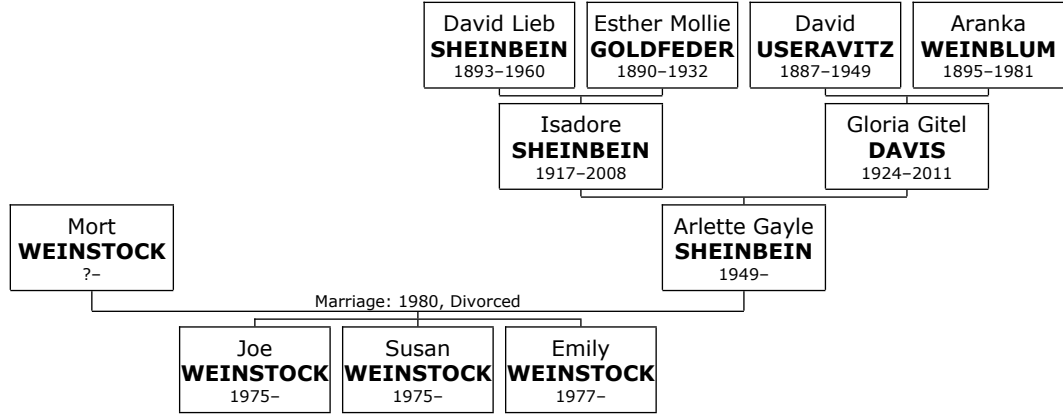 David Lieb
SHEINBEIN
1893–1960
Esther Mollie
GOLDFEDER
1890–1932
David
USERAVITZ
1887–1949
Aranka
WEINBLUM
1895–1981
Isadore
SHEINBEIN
1917–2008
Gloria Gitel
DAVIS
1924–2011
Mort
WEINSTOCK
?–
Arlette Gayle
SHEINBEIN
1949–
Marriage: 1980, Divorced
Joe
WEINSTOCK
1975–
Susan
WEINSTOCK
1975–
Emily
WEINSTOCK
1977–